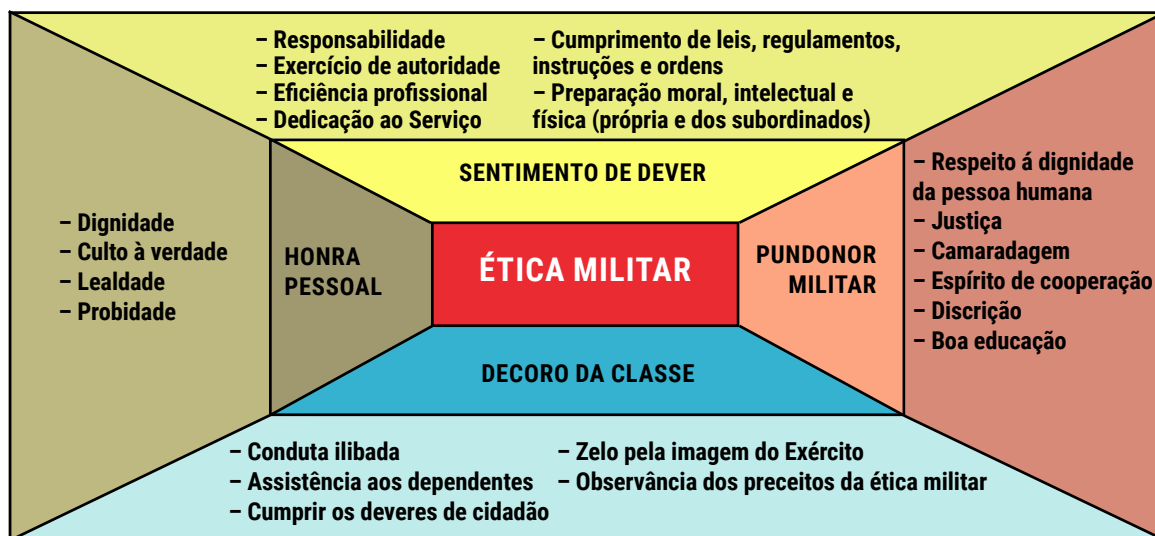 – Responsabilidade
– Exercício de autoridade
– Eficiência profissional
– Dedicação ao Serviço
– Cumprimento de leis, regulamentos,
instruções e ordens
– Preparação moral, intelectual e
física (própria e dos subordinados)
SENTIMENTO DE DEVER
– Dignidade
– Culto à verdade
– Lealdade
– Probidade
HONRA
PESSOAL
ÉTICA MILITAR
PUNDONOR
MILITAR
– Respeito á dignidade
da pessoa humana
– Justiça
– Camaradagem
– Espírito de cooperação
– Discrição
– Boa educação
DECORO DA CLASSE
– Conduta ilibada
– Assistência aos dependentes
– Cumprir os deveres de cidadão
– Zelo pela imagem do Exército
– Observância dos preceitos da ética militar